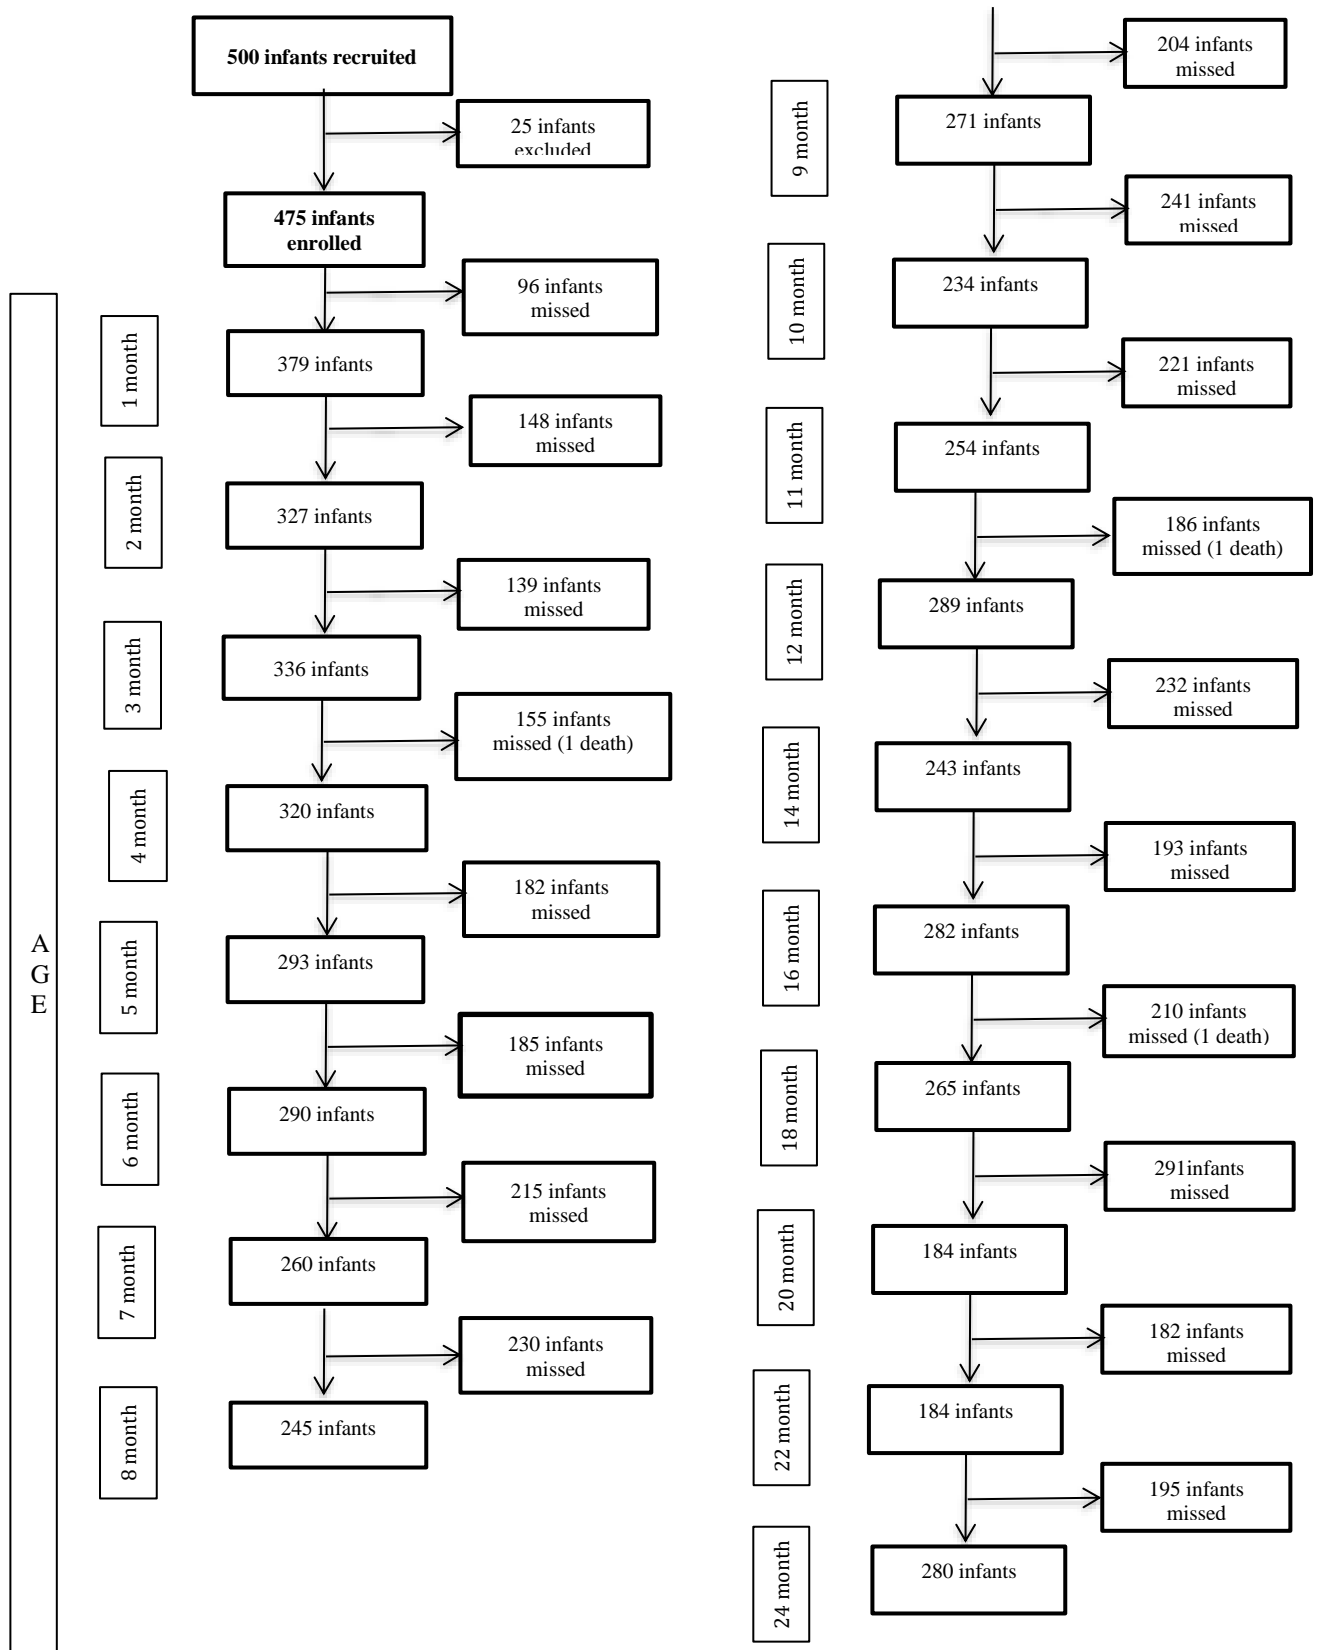 500 infants recruited
25 infants
excluded
475 infants
enrolled
96 infants
missed
1 month
379 infants
148 infants
missed
2 month
327 infants
139 infants
missed
3 month
336 infants
155 infants
missed (1 death)
4 month
320 infants
182 infants
missed
A
G
E
5 month
293 infants
185 infants
missed
6 month
290 infants
215 infants
missed
7 month
260 infants
230 infants
missed
8 month
245 infants
204 infants
missed
9 month
271 infants
241 infants
missed
10 month
234 infants
221 infants
missed
11 month
254 infants
186 infants
missed (1 death)
12 month
289 infants
232 infants
missed
14 month
243 infants
193 infants
missed
16 month
282 infants
210 infants
missed (1 death)
18 month
265 infants
291infants
missed
20 month
184 infants
182 infants
missed
22 month
184 infants
195 infants
missed
24 month
280 infants